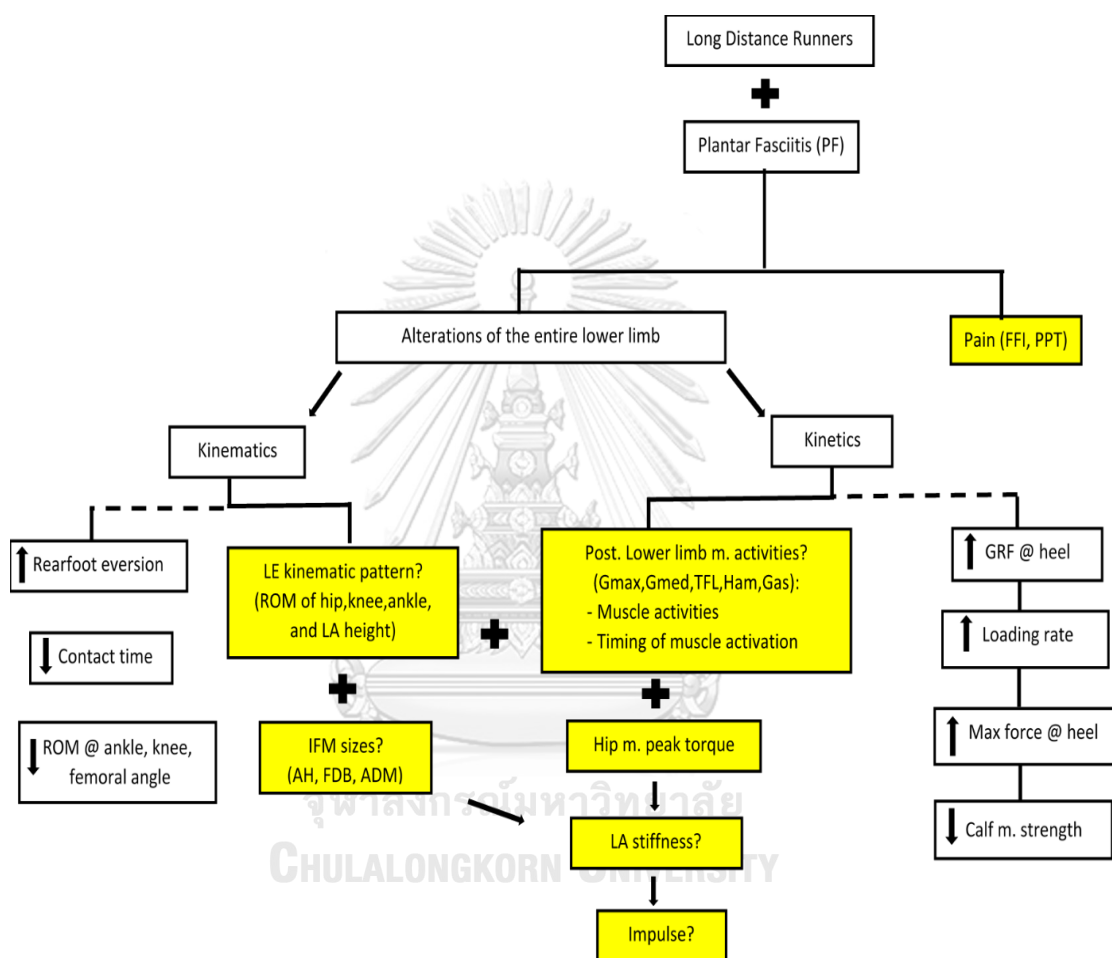 Long Distance Runners
Plantar Fasciitis (PF)
Alterations of the entire lower limb
Pain (FFI, PPT)
Kinematics
Kinetics
Rearfoot eversion
Contact time
ROM @ ankle, knee,
femoral angle
LE kinematic pattern?
(ROM of hip,knee,ankle,
and LA height)
IFM sizes?
(AH, FDB, ADM)
Post. Lower limb m. activities?
(Gmax,Gmed,TFL,Ham,Gas):
- Muscle activities
- Timing of muscle activation
Hip m. peak torque
LA stiffness?
Impulse?
GRF @ heel
Loading rate
Max force @ heel
Calf m. strength
จุฬาลงกรณ์มหาวิทยาลัย
CHULALONGKORN UNIVERSITY